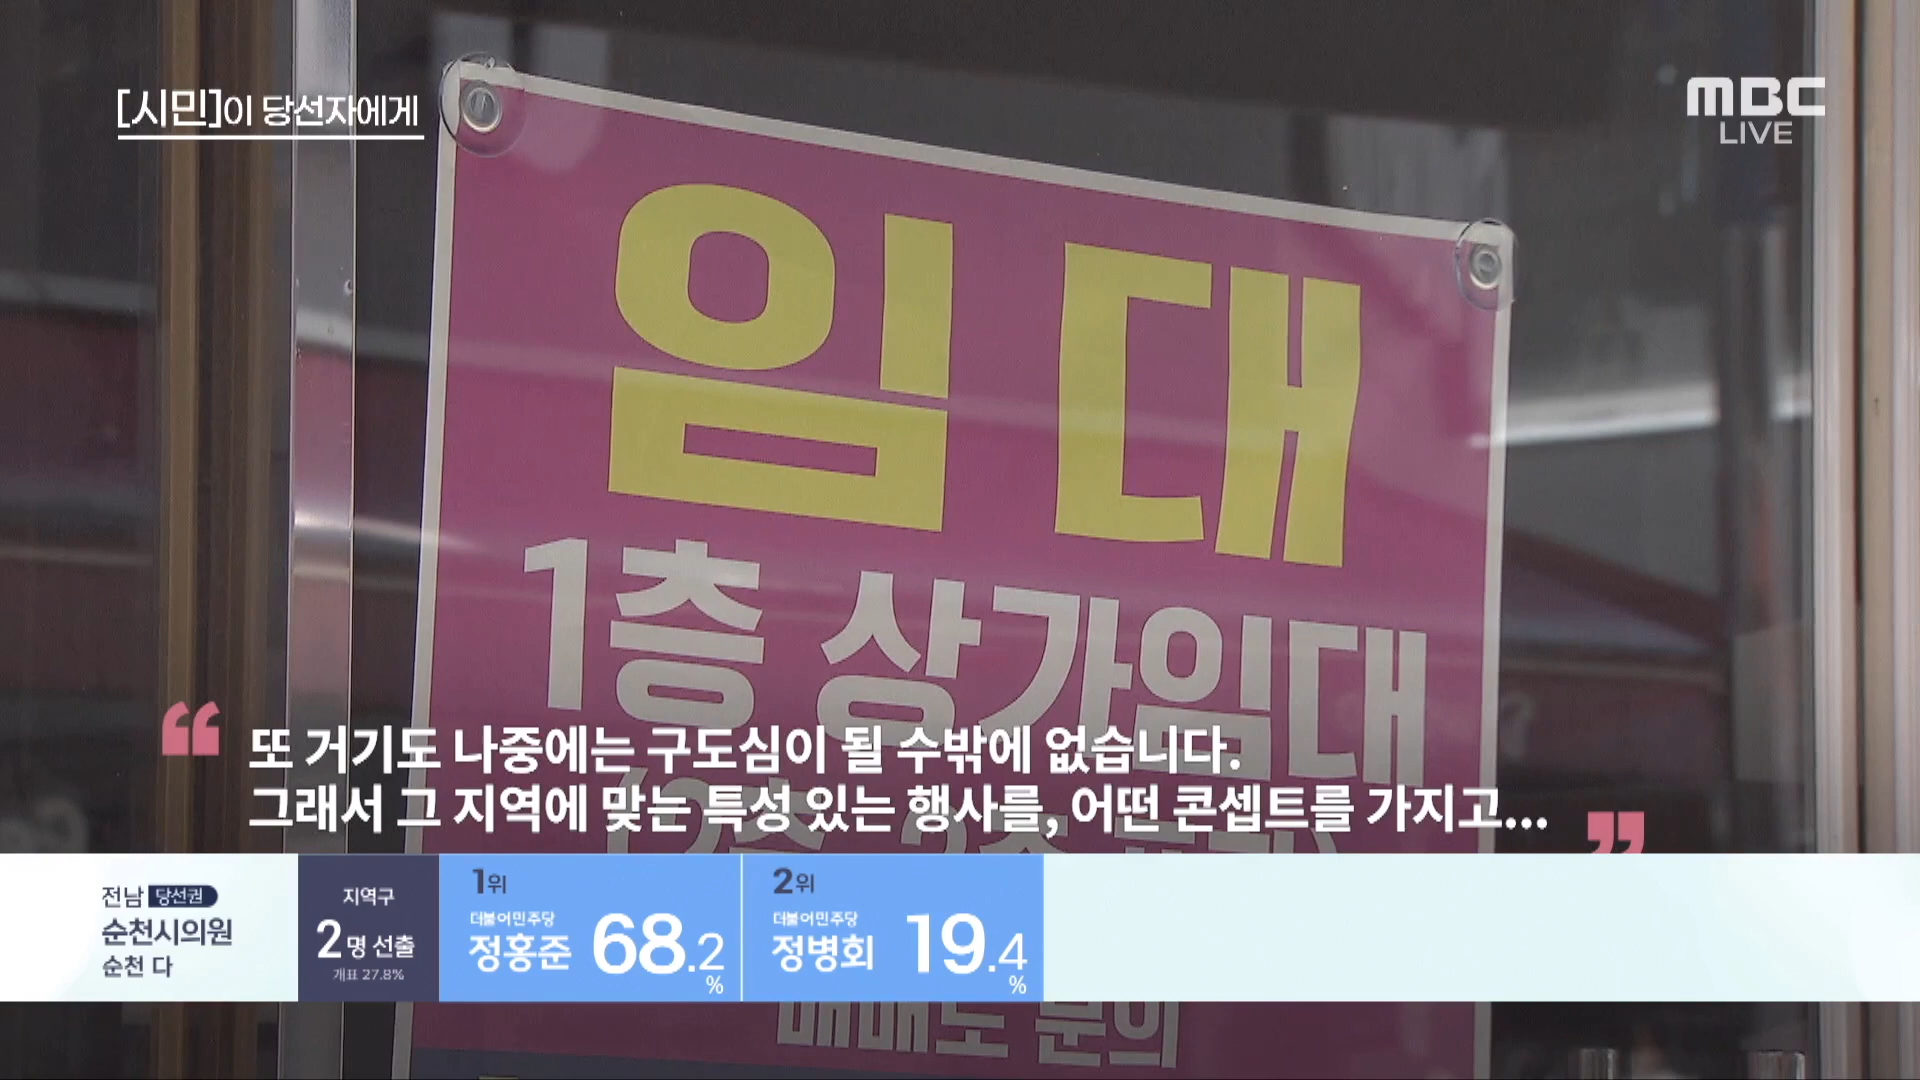 [시민]이 당선자에게
MBC
LIVE
임대
1층 상가임대
또 거기도 나중에는 구도심이 될 수밖에 없습니다.
그래서 그 지역에 맞는 특성 있는 행사를, 어떤 콘셉트를 가지고...
전남 당선권
순천시의원
순천 다
지역구
2명 선출
개표 27.8%
1위
더불어민주당
정홍준 68.2%
2위
더불어민주당
정병회 19.4%
매매도 문의